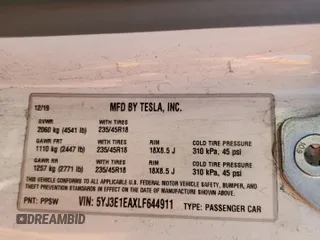 12/19
MFD BY TESLA, INC.
GVWR WITH TIRES
2060 kg (4541 lb) 235/45R18
GAWR FRT WITH TIRES RIM COLD TIRE PRESSURE
1110 kg (2447 lb) 235/45R18 18X8.5 J 310 kPa, 45 psi
GAWR RR WITH TIRES RIM COLD TIRE PRESSURE
1257 kg (2771 lb) 235/45R18 18X8.5 J 310 kPa, 45 psi
THIS VEHICLE CONFORMS TO ALL APPLICABLE U.S. FEDERAL MOTOR VEHICLE SAFETY, BUMPER, AND
THEFT PREVENTION STANDARDS IN EFFECT ON THE DATE OF MANUFACTURE SHOWN ABOVE.
PNT: PPSW VIN: 5YJ3E1EAXLF644911 TYPE: PASSENGER CAR
DREAMBID